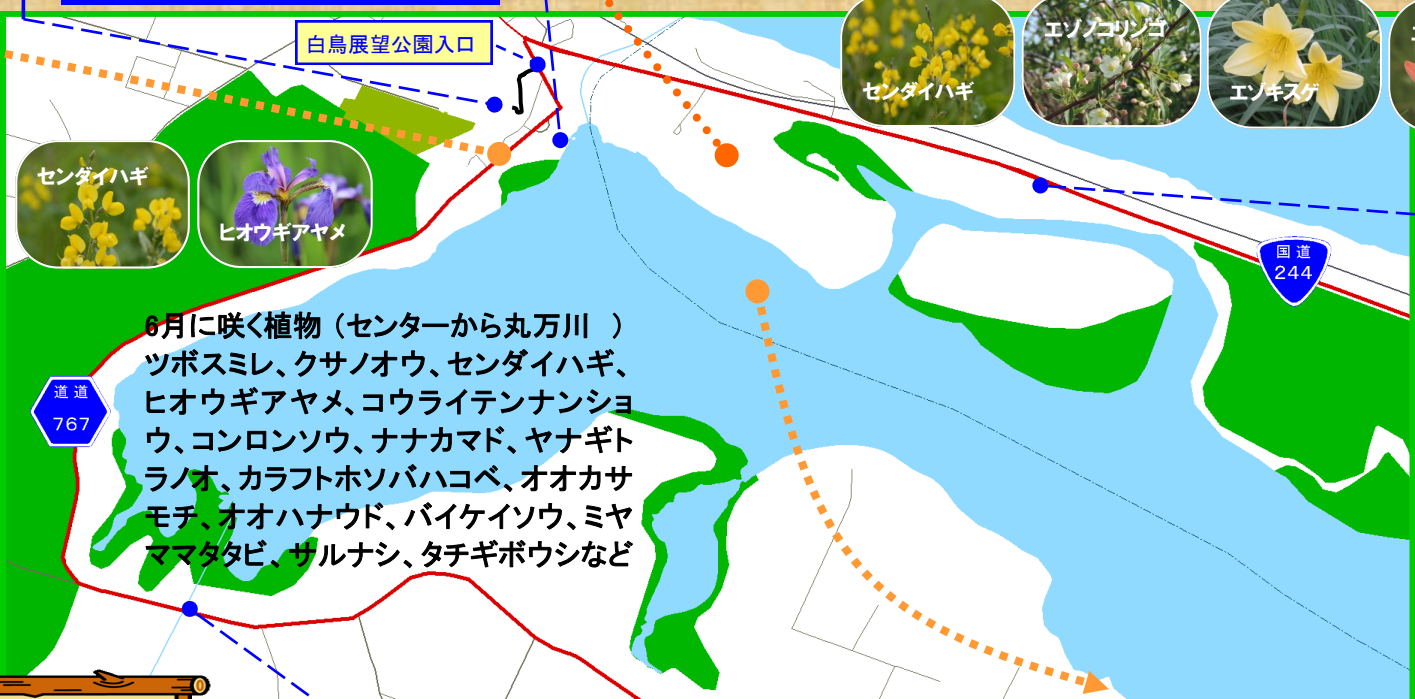 白鳥展望公園入口
センダイハギ
エゾノコリンゴ
エゾキスゲ
センダイハギ
ヒオウギアヤメ
国道
244
6月に咲く植物（センターから丸万川　）
ツボスミレ、クサノオウ、センダイハギ、
ヒオウギアヤメ、コウライテンナンショ
ウ、コンロンソウ、ナナカマド、ヤナギト
ラノオ、カラフトホソバハコベ、オオカサ
モチ、オオハナウド、バイケイソウ、ミヤ
ママタタビ、サルナシ、タチギボウシなど
道道
767